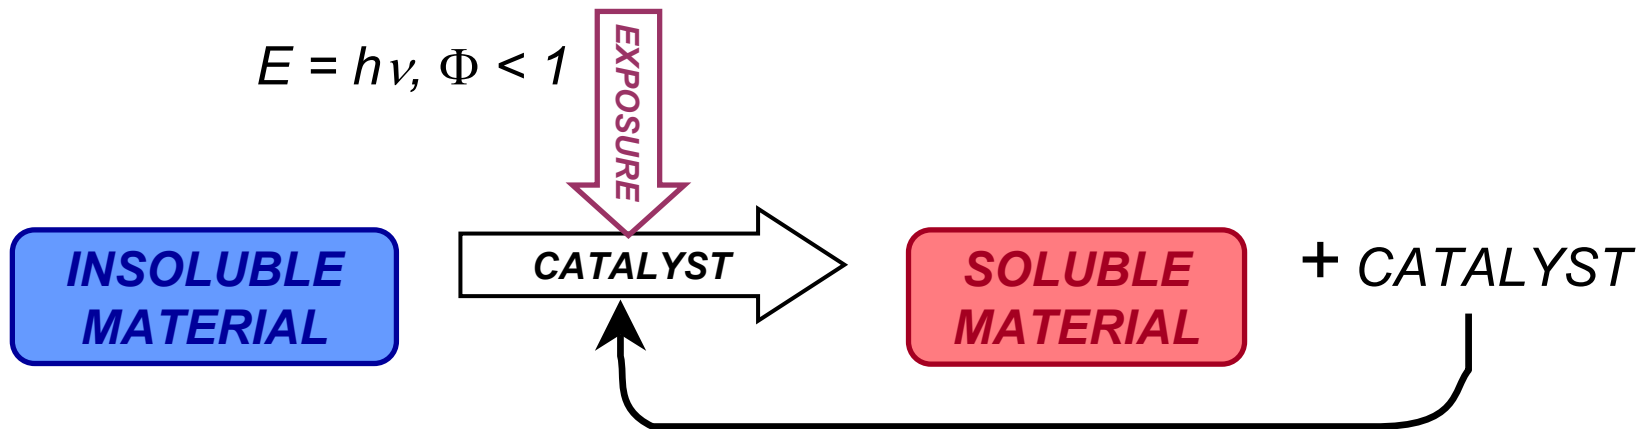 E = hν, Φ < 1
EXPOSURE
INSOLUBLE
MATERIAL
CATALYST
SOLUBLE
MATERIAL
+ CATALYST